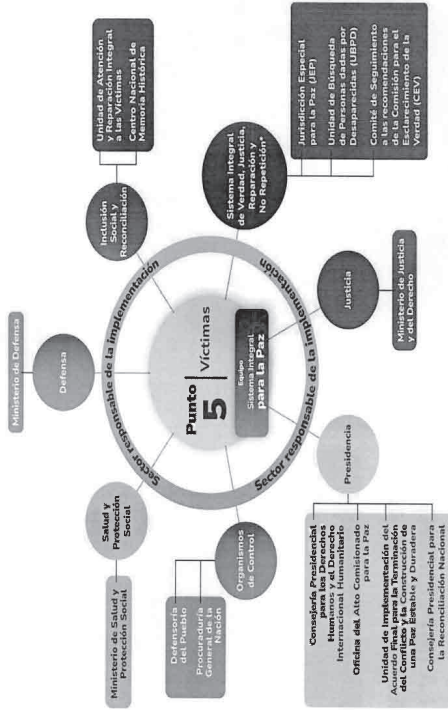 Ministerio de Defensa
Defensa
Unidad de Atención
y Reparación Integral
a las Víctimas
Centro Nacional de
Memoria Histórica
Inclusión
Social y
Reconciliación
Ministerio de Salud y
Protección Social
Salud y
Protección
Social
Sector responsable de la implementación
Punto
5
Víctimas
Equipo
Sistema Integral
para la Paz
Sector responsable de la implementación
Sistema Integral
de Verdad, Justicia,
Reparación y
No Repetición*
Jurisdicción Especial
para la Paz (JEP)
Unidad de Búsqueda
de Personas dadas por
Desaparecidas (UBPD)
Comité de Seguimiento
a las recomendaciones
de la Comisión para el
Esclarecimiento de la
Verdad (CEV)
Defensoría
del Pueblo
Procuraduría
General de la
Nación
Organismos
de Control
Presidencia
Consejería Presidencial
para los Derechos
Humanos y el Derecho
Internacional Humanitario
Oficina del Alto Comisionado
para la Paz
Unidad de Implementación del
Acuerdo Final para la Terminación
del Conflicto y la Construcción de
una Paz Estable y Duradera
Consejería Presidencial para
la Reconciliación Nacional
Justicia
Ministerio de Justicia
y del Derecho